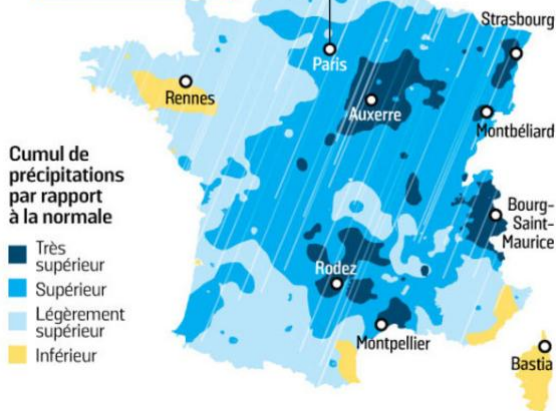 Strasbourg
Paris
Rennes
Auxerre
Montbéliard
Cumul de
précipitations
par rapport
à la normale
Bourg-
Saint-
Maurice
Très
supérieur
Supérieur
Rodez
Légèrement
supérieur
Montpellier
Inférieur
Bastia